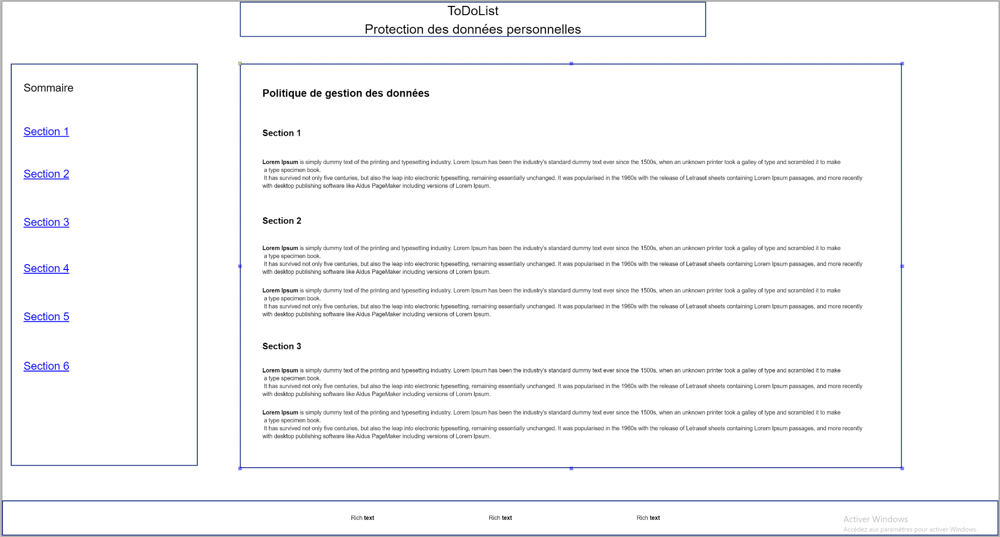 ToDoList
Protection des données personnelles
Sommaire
Section 1
Section 2
Section 3
Section 4
Section 5
Section 6
Politique de gestion des données
Section 1
Lorem Ipsum is simply dummy text of the printing and typesetting industry. Lorem Ipsum has been the industry's standard dummy text ever since the 1500s, when an unknown printer took a galley of type and scrambled it to make
a type specimen book.
It has survived not only five centuries, but also the leap into electronic typesetting, remaining essentially unchanged. It was popularised in the 1960s with the release of Letraset sheets containing Lorem Ipsum passages, and more recently
with desktop publishing software like Aldus PageMaker including versions of Lorem Ipsum.
Section 2
Lorem Ipsum is simply dummy text of the printing and typesetting industry. Lorem Ipsum has been the industry's standard dummy text ever since the 1500s, when an unknown printer took a galley of type and scrambled it to make
a type specimen book.
It has survived not only five centuries, but also the leap into electronic typesetting, remaining essentially unchanged. It was popularised in the 1960s with the release of Letraset sheets containing Lorem Ipsum passages, and more recently
with desktop publishing software like Aldus PageMaker including versions of Lorem Ipsum.
Lorem Ipsum is simply dummy text of the printing and typesetting industry. Lorem Ipsum has been the industry's standard dummy text ever since the 1500s, when an unknown printer took a galley of type and scrambled it to make
a type specimen book.
It has survived not only five centuries, but also the leap into electronic typesetting, remaining essentially unchanged. It was popularised in the 1960s with the release of Letraset sheets containing Lorem Ipsum passages, and more recently
with desktop publishing software like Aldus PageMaker including versions of Lorem Ipsum.
Section 3
Lorem Ipsum is simply dummy text of the printing and typesetting industry. Lorem Ipsum has been the industry's standard dummy text ever since the 1500s, when an unknown printer took a galley of type and scrambled it to make
a type specimen book.
It has survived not only five centuries, but also the leap into electronic typesetting, remaining essentially unchanged. It was popularised in the 1960s with the release of Letraset sheets containing Lorem Ipsum passages, and more recently
with desktop publishing software like Aldus PageMaker including versions of Lorem Ipsum.
Lorem Ipsum is simply dummy text of the printing and typesetting industry. Lorem Ipsum has been the industry's standard dummy text ever since the 1500s, when an unknown printer took a galley of type and scrambled it to make
a type specimen book.
It has survived not only five centuries, but also the leap into electronic typesetting, remaining essentially unchanged. It was popularised in the 1960s with the release of Letraset sheets containing Lorem Ipsum passages, and more recently
with desktop publishing software like Aldus PageMaker including versions of Lorem Ipsum.
Rich text
Rich text
Rich text
Activer Windows
Accédez aux paramètres pour activer Windows.